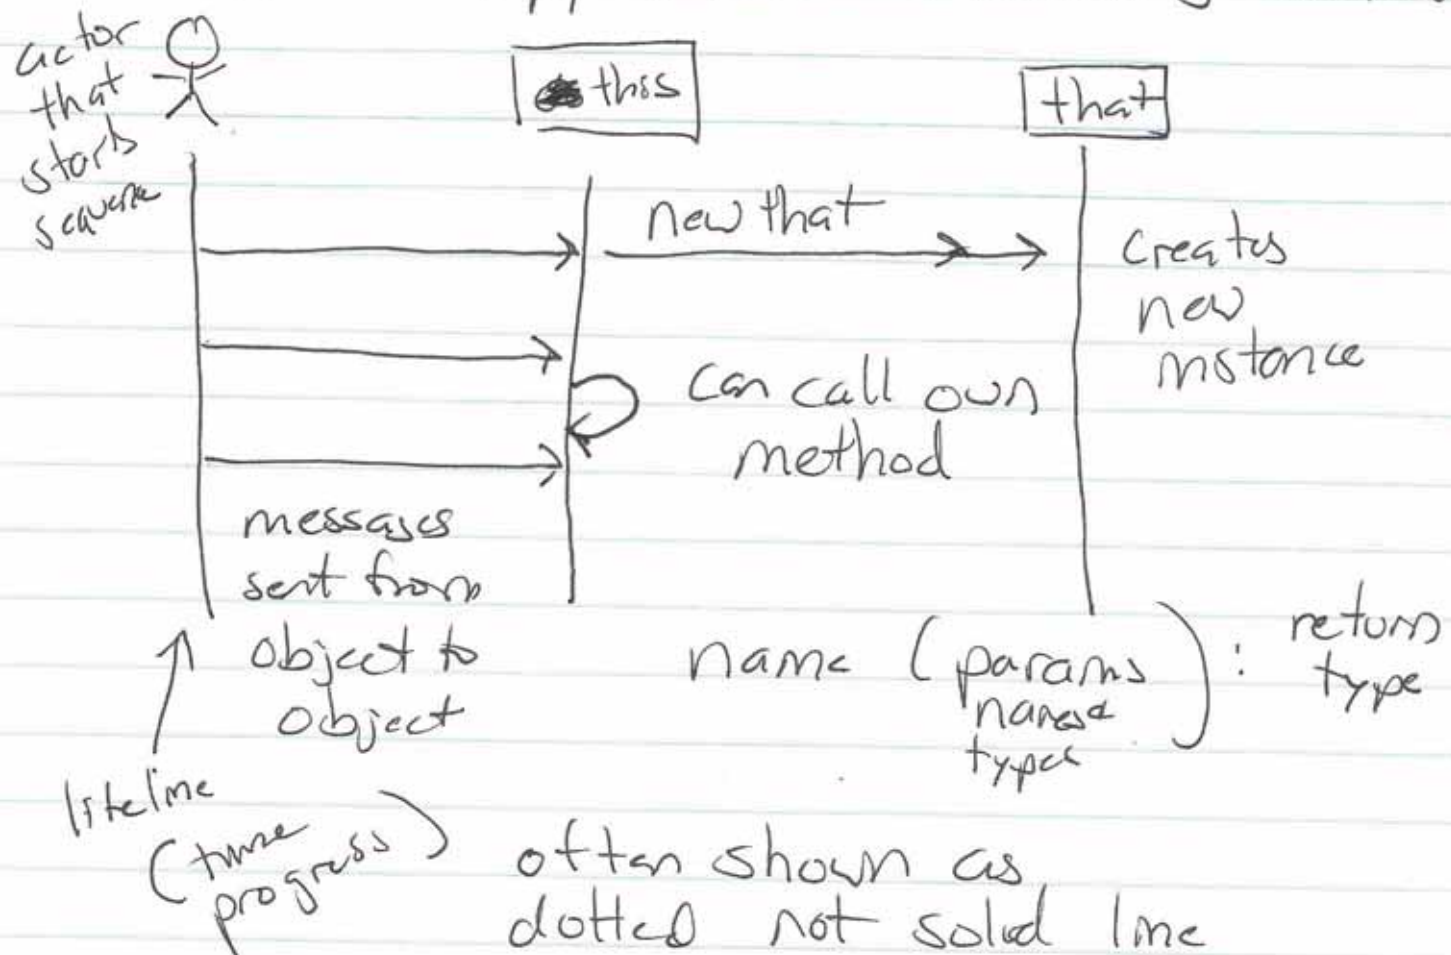 actor
that
starts
sequence
this
that
new that
creates
new
instance
can call own
method
messages
sent from
object to
object
name (params names & types) : return type
lifeline
(time
progress)
often shown as
dotted not solid line